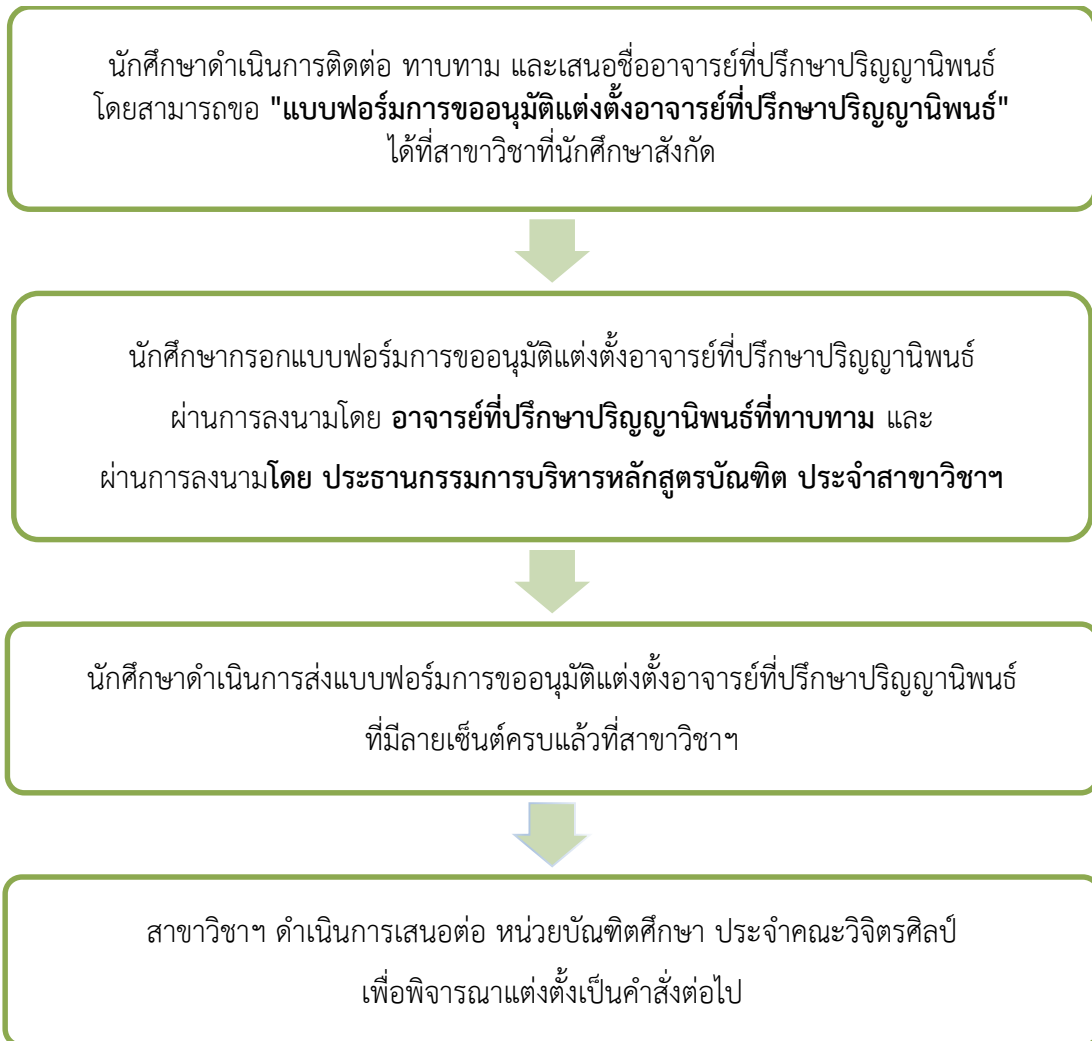 นักศึกษาดำเนินการติดต่อ ทาบทาม และเสนอชื่ออาจารย์ที่ปรึกษาปริญญานิพนธ์
โดยสามารถขอ "แบบฟอร์มการขออนุมัติแต่งตั้งอาจารย์ที่ปรึกษาปริญญานิพนธ์"
ได้ที่สาขาวิชาที่นักศึกษาสังกัด
นักศึกษากรอกแบบฟอร์มการขออนุมัติแต่งตั้งอาจารย์ที่ปรึกษาปริญญานิพนธ์
ผ่านการลงนามโดย อาจารย์ที่ปรึกษาปริญญานิพนธ์ที่ทาบทาม และ
ผ่านการลงนามโดย ประธานกรรมการบริหารหลักสูตรบัณฑิต ประจำสาขาวิชาฯ
นักศึกษาดำเนินการส่งแบบฟอร์มการขออนุมัติแต่งตั้งอาจารย์ที่ปรึกษาปริญญานิพนธ์
ที่มีลายเซ็นต์ครบแล้วที่สาขาวิชาฯ
สาขาวิชาฯ ดำเนินการเสนอต่อ หน่วยบัณฑิตศึกษา ประจำคณะวิจิตรศิลป์
เพื่อพิจารณาแต่งตั้งเป็นคำสั่งต่อไป